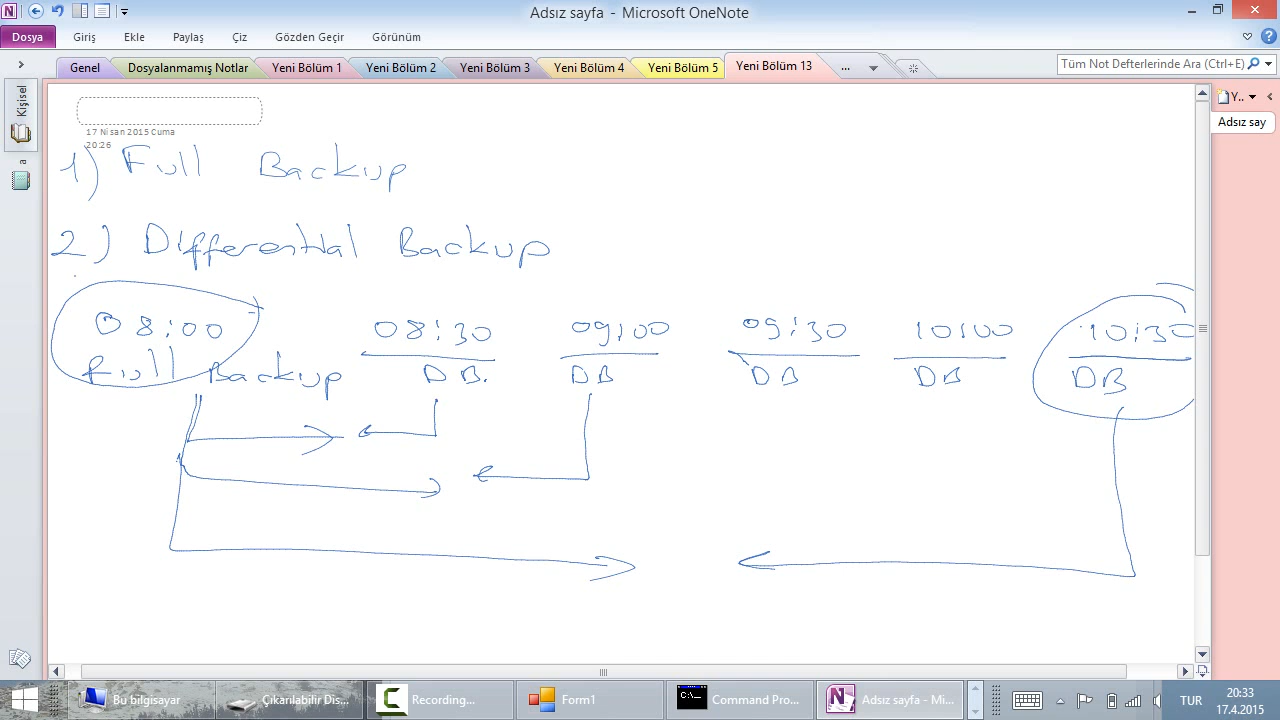 Adsız sayfa - Microsoft OneNote
Dosya Giriş Ekle Paylaş Çiz Gözden Geçir Görünüm
Genel Dosyalanmamış Notlar Yeni Bölüm 1 Yeni Bölüm 2 Yeni Bölüm 3 Yeni Bölüm 4 Yeni Bölüm 5 Yeni Bölüm 13 ... Tüm Not Defterlerinde Ara (Ctrl+E)
Kişisel
Y..
Adsız say
17 Nisan 2015 Cuma
20:26
1) Full Backup
2) Differential Backup
08:00 08:30 09:00 09:30 10:00 10:30
Full Backup DB. DB DB DB DB
Bu bilgisayar Çıkarılabilir Dis... Recording... Form1 Command Pro... Adsız sayfa - Mi... TUR 20:33
17.4.2015